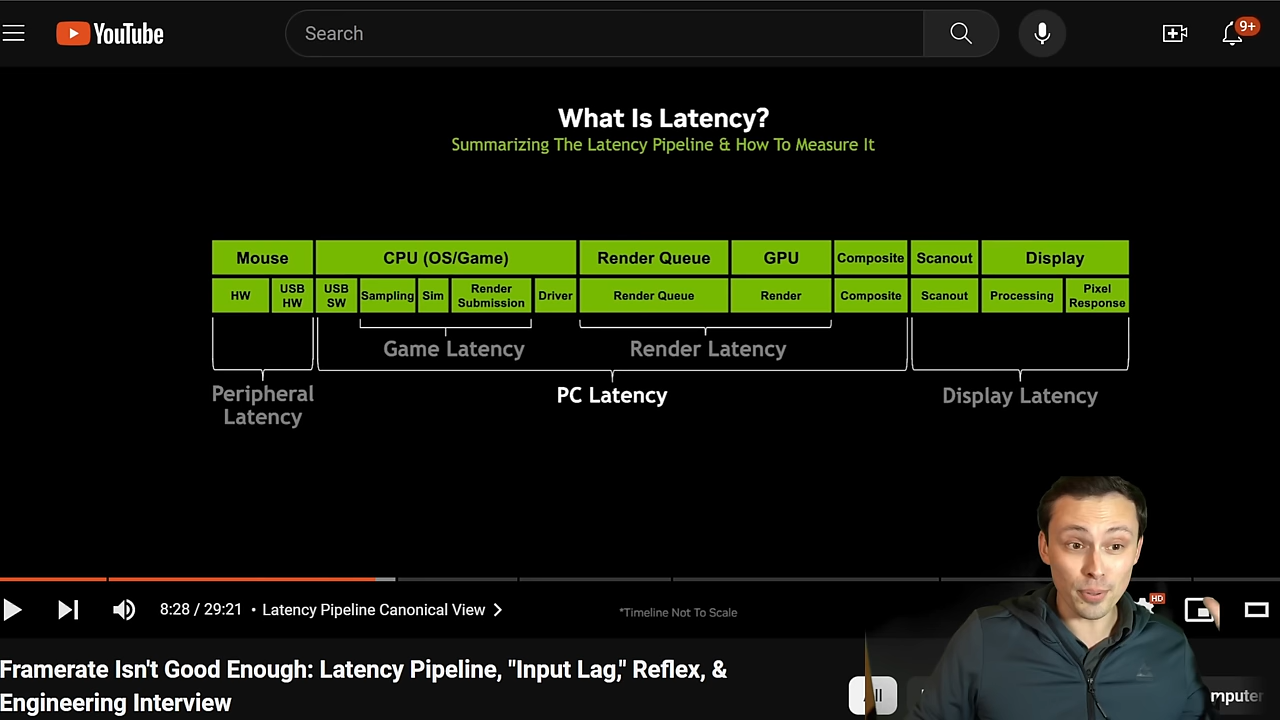 YouTube
Search
9+
What Is Latency?
Summarizing The Latency Pipeline & How To Measure It
Mouse CPU (OS/Game) Render Queue GPU Composite Scanout Display
HW USB HW USB SW Sampling Sim Render Submission Driver Render Queue Render Composite Scanout Processing Pixel Response
Game Latency Render Latency
Peripheral Latency PC Latency Display Latency
8:28 / 29:21 • Latency Pipeline Canonical View
*Timeline Not To Scale
HD
Framerate Isn't Good Enough: Latency Pipeline, "Input Lag," Reflex, &
Engineering Interview
All